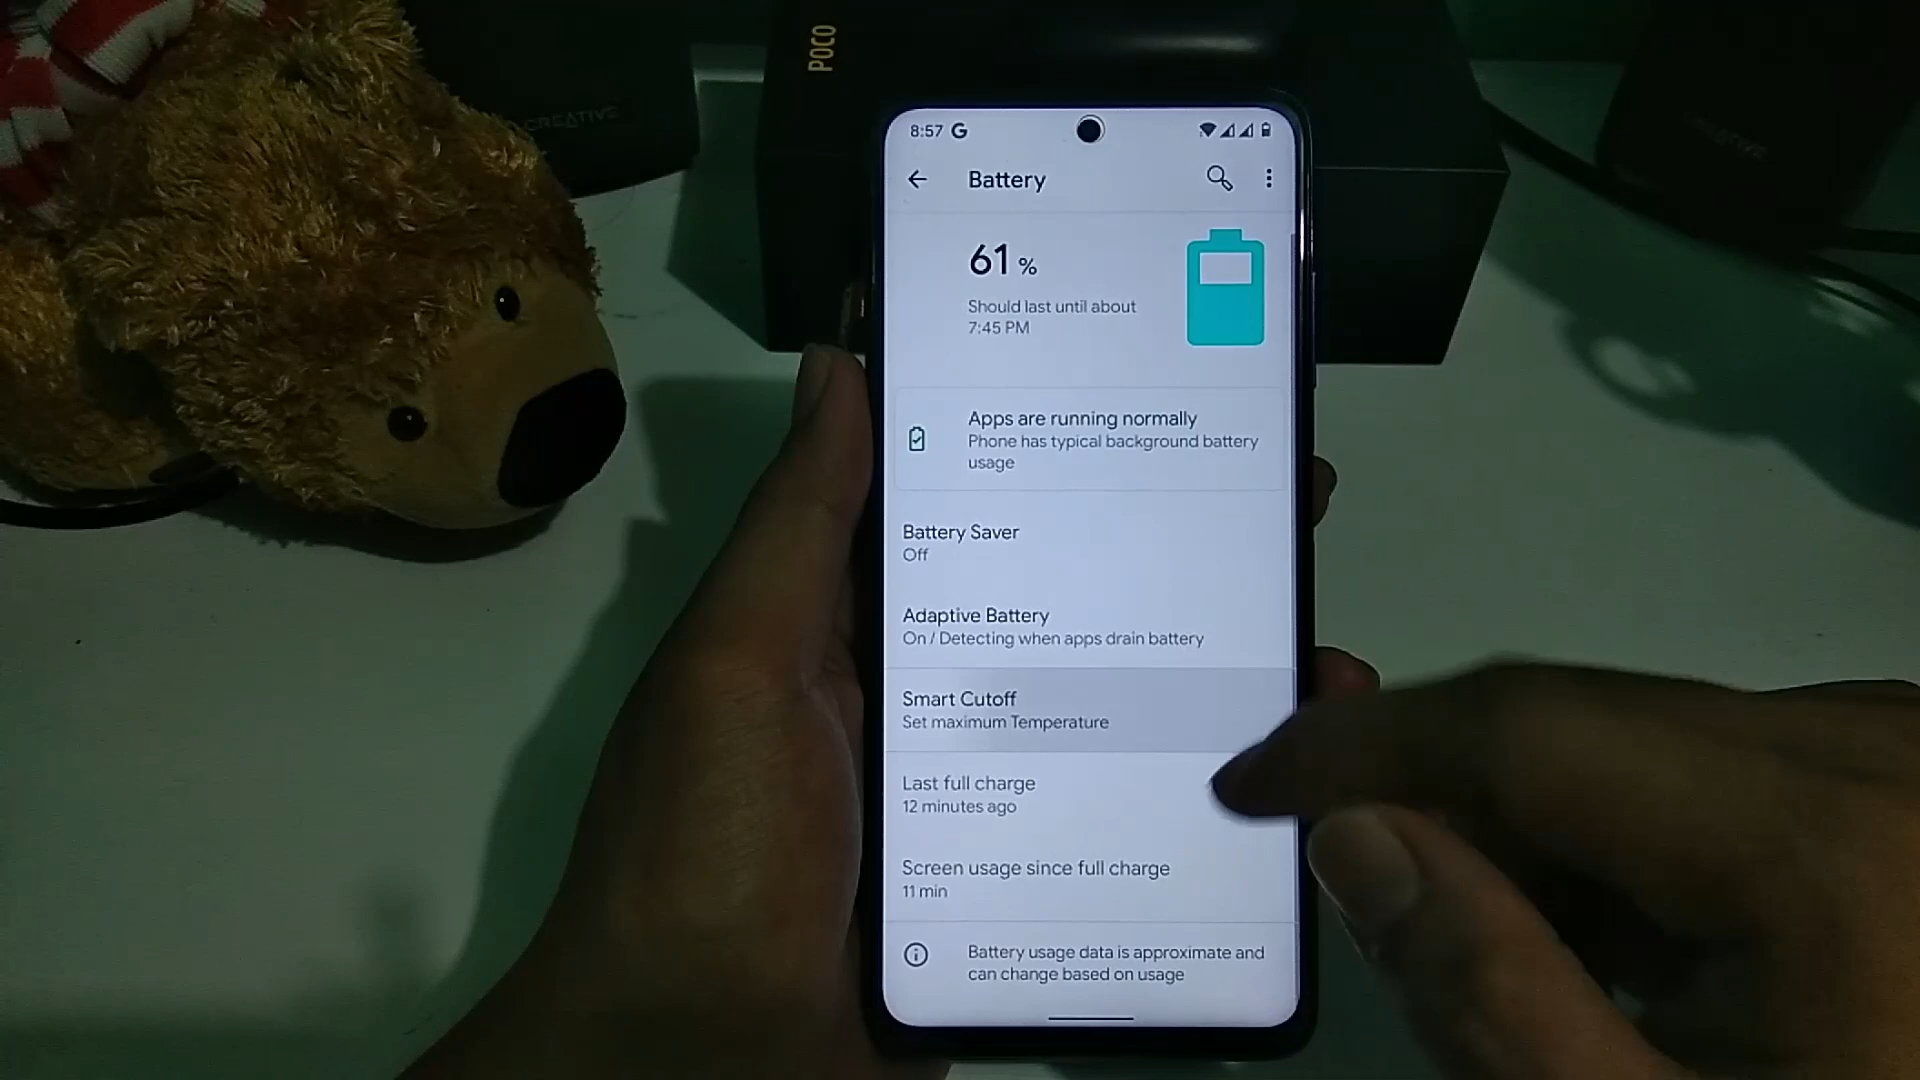 POCO
CREATIVE
8:57 G
Battery
61 %
Should last until about
7:45 PM
Apps are running normally
Phone has typical background battery
usage
Battery Saver
Off
Adaptive Battery
On / Detecting when apps drain battery
Smart Cutoff
Set maximum Temperature
Last full charge
12 minutes ago
Screen usage since full charge
11 min
Battery usage data is approximate and
can change based on usage